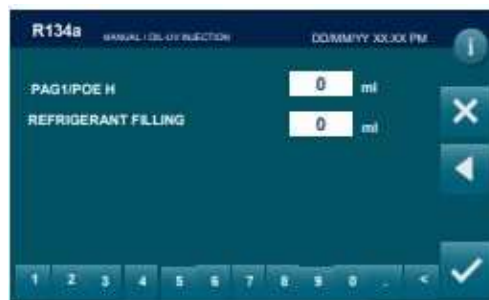 R134a MANUAL / OIL-UV INJECTION DD/MM/YY XX:XX PM
i
PAG1/POE H 0 ml
REFRIGERANT FILLING 0 ml
1 2 3 4 5 6 7 8 9 0 . <